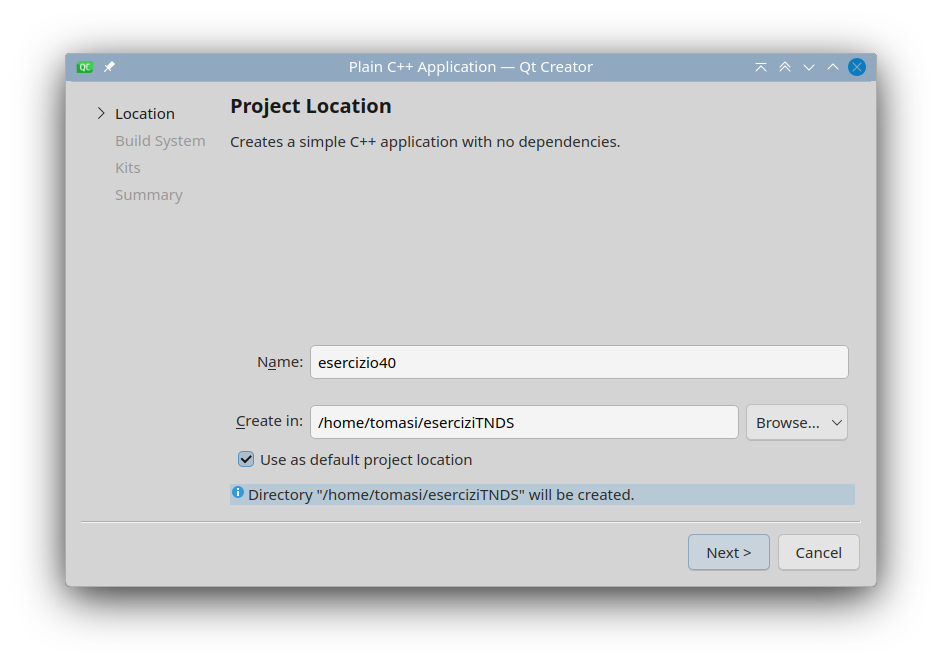 QC
Plain C++ Application — Qt Creator
Location
Build System
Kits
Summary
Project Location
Creates a simple C++ application with no dependencies.
Name: esercizio40
Create in: /home/tomasi/eserciziTNDS Browse...
Use as default project location
Directory "/home/tomasi/eserciziTNDS" will be created.
Next > Cancel